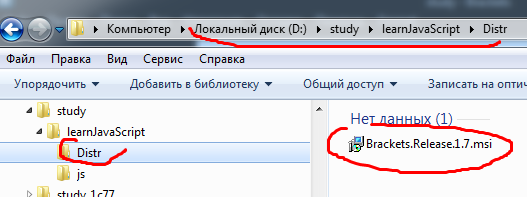 Компьютер ▸ Локальный диск (D:) ▸ study ▸ learnJavaScript ▸ Distr
Файл Правка Вид Сервис Справка
Упорядочить Добавить в библиотеку Общий доступ Записать на оптич
study
learnJavaScript
Distr
js
study_1c77
Нет данных (1)
Brackets.Release.1.7.msi